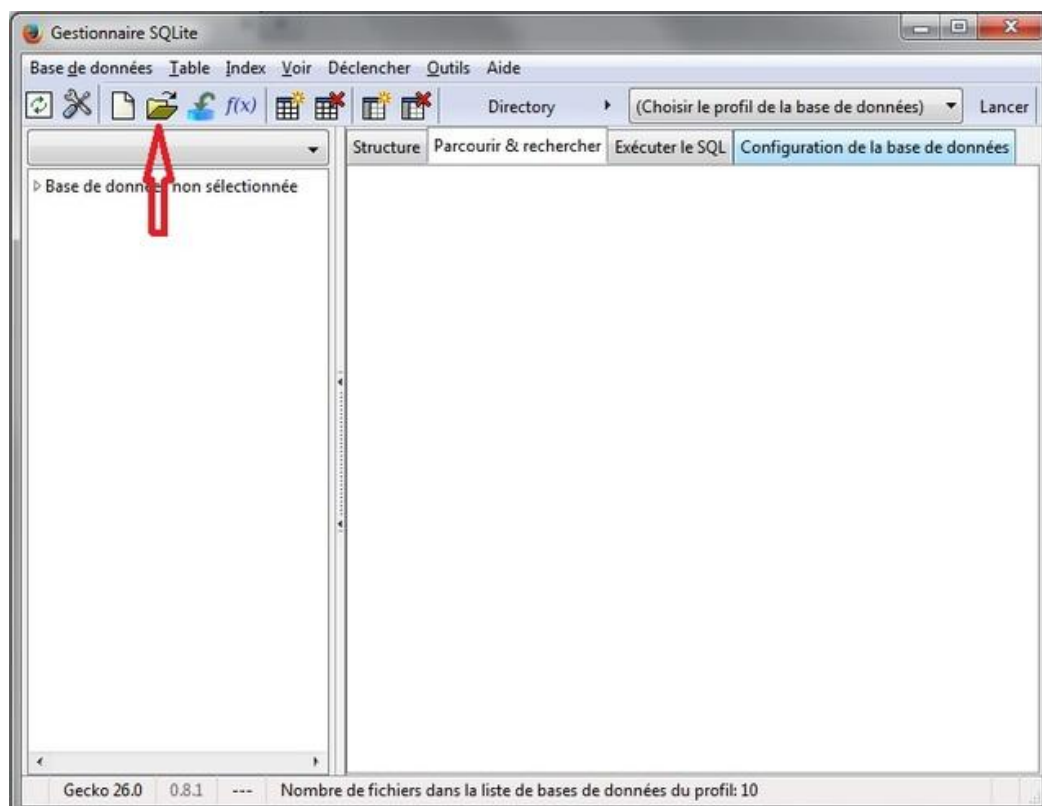 Gestionnaire SQLite
Base de données Table Index Voir Déclencher Outils Aide
f(x) Directory (Choisir le profil de la base de données) Lancer
Structure Parcourir & rechercher Exécuter le SQL Configuration de la base de données
Base de données non sélectionnée
Gecko 26.0 0.8.1 --- Nombre de fichiers dans la liste de bases de données du profil: 10